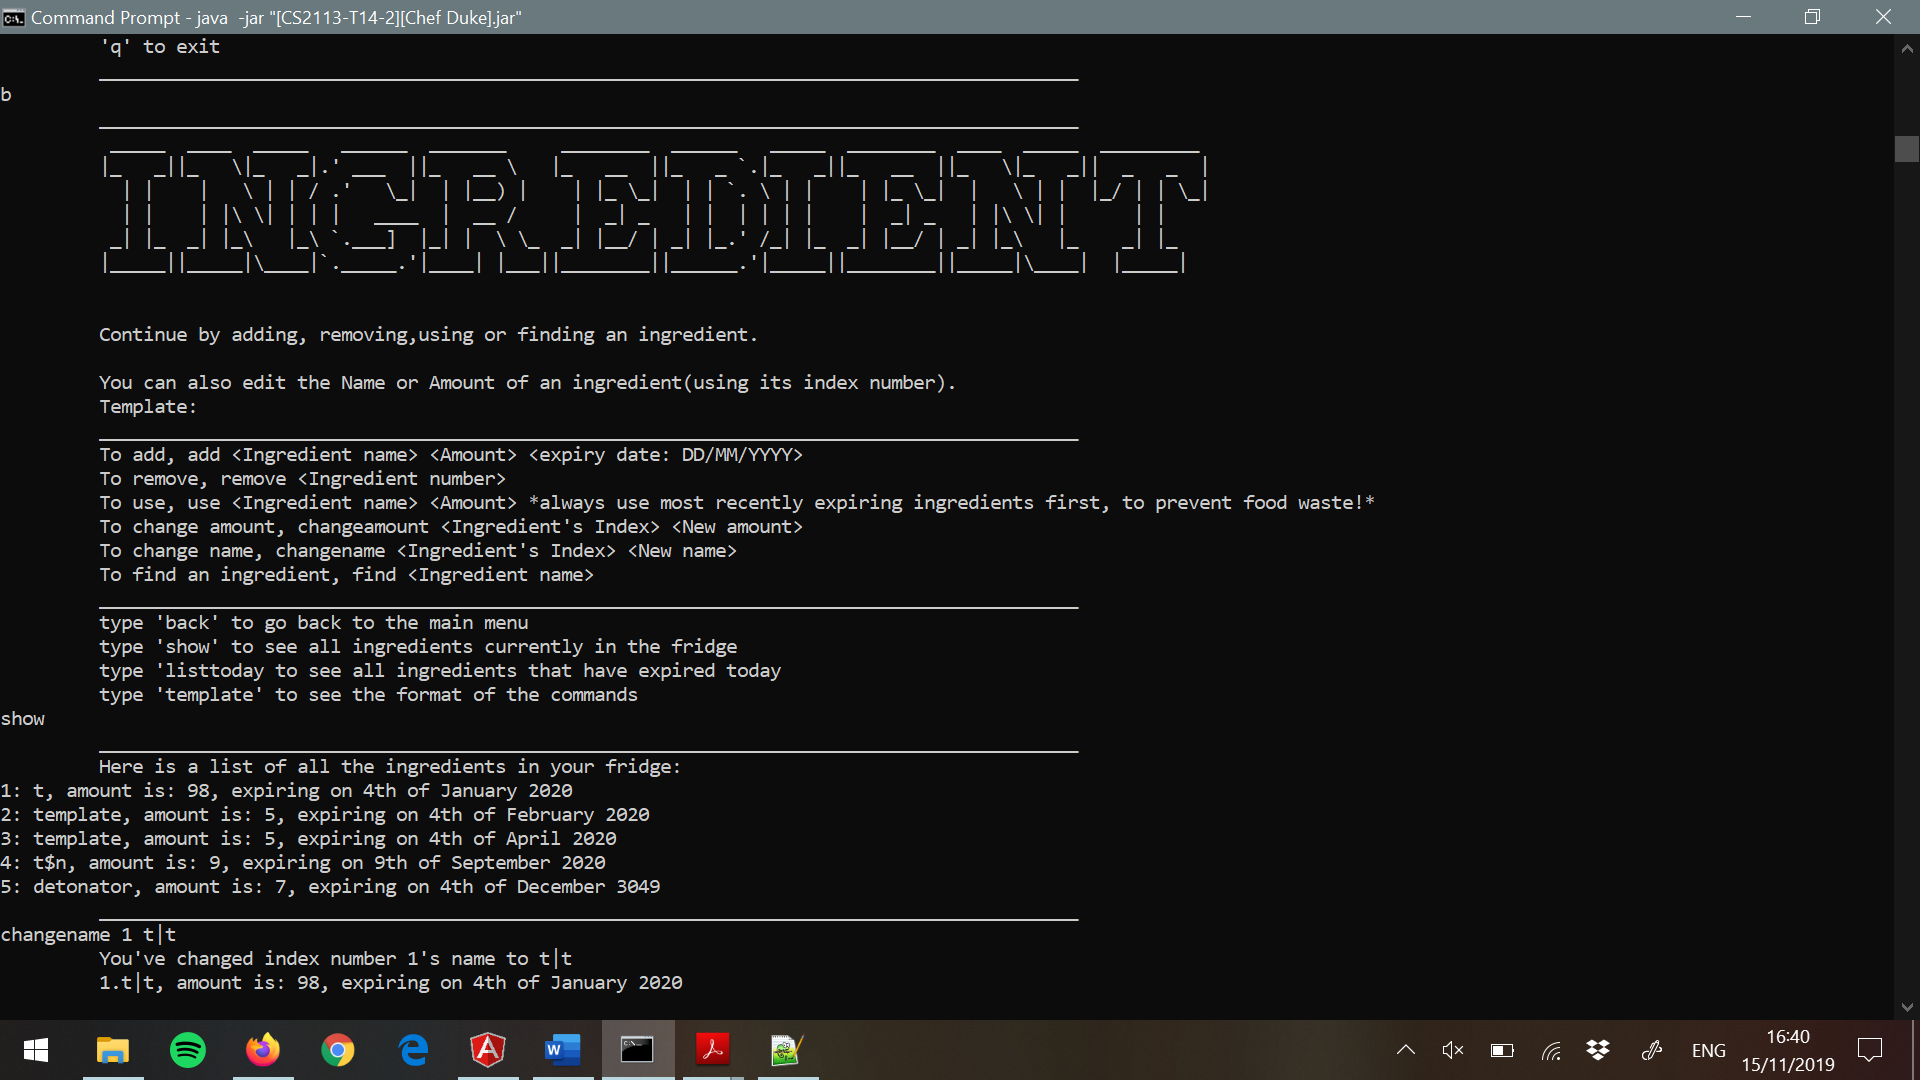 Command Prompt - java  -jar "[CS2113-T14-2][Chef Duke].jar"
'q' to exit
b
INGREDIENT
Continue by adding, removing,using or finding an ingredient.
You can also edit the Name or Amount of an ingredient(using its index number).
Template:
To add, add <Ingredient name> <Amount> <expiry date: DD/MM/YYYY>
To remove, remove <Ingredient number>
To use, use <Ingredient name> <Amount> *always use most recently expiring ingredients first, to prevent food waste!*
To change amount, changeamount <Ingredient's Index> <New amount>
To change name, changename <Ingredient's Index> <New name>
To find an ingredient, find <Ingredient name>
type 'back' to go back to the main menu
type 'show' to see all ingredients currently in the fridge
type 'listtoday to see all ingredients that have expired today
type 'template' to see the format of the commands
show
Here is a list of all the ingredients in your fridge:
1: t, amount is: 98, expiring on 4th of January 2020
2: template, amount is: 5, expiring on 4th of February 2020
3: template, amount is: 5, expiring on 4th of April 2020
4: t$n, amount is: 9, expiring on 9th of September 2020
5: detonator, amount is: 7, expiring on 4th of December 3049
changename 1 t|t
You've changed index number 1's name to t|t
1.t|t, amount is: 98, expiring on 4th of January 2020
ENG
16:40
15/11/2019